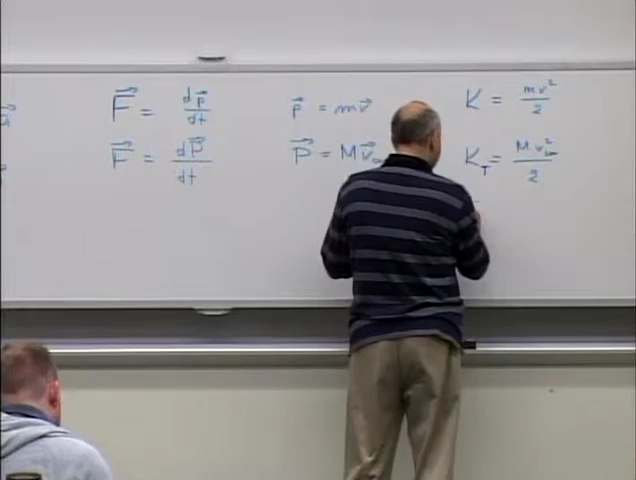 F⃗ = dp⃗/dt    p⃗ = mv⃗    K = mv²/2
F⃗ = dP⃗/dt    P⃗ = Mv⃗cm    K_T = Mv²cm/2